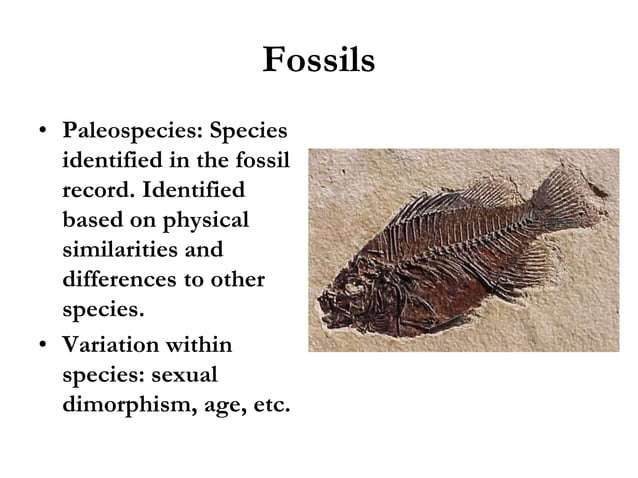 Fossils
• Paleospecies: Species
identified in the fossil
record. Identified
based on physical
similarities and
differences to other
species.
• Variation within
species: sexual
dimorphism, age, etc.